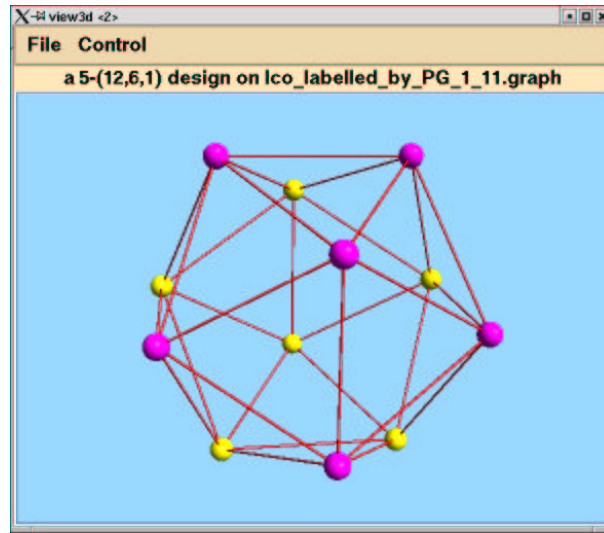 view3d <2>
File Control
a 5-(12,6,1) design on Ico_labelled_by_PG_1_11.graph